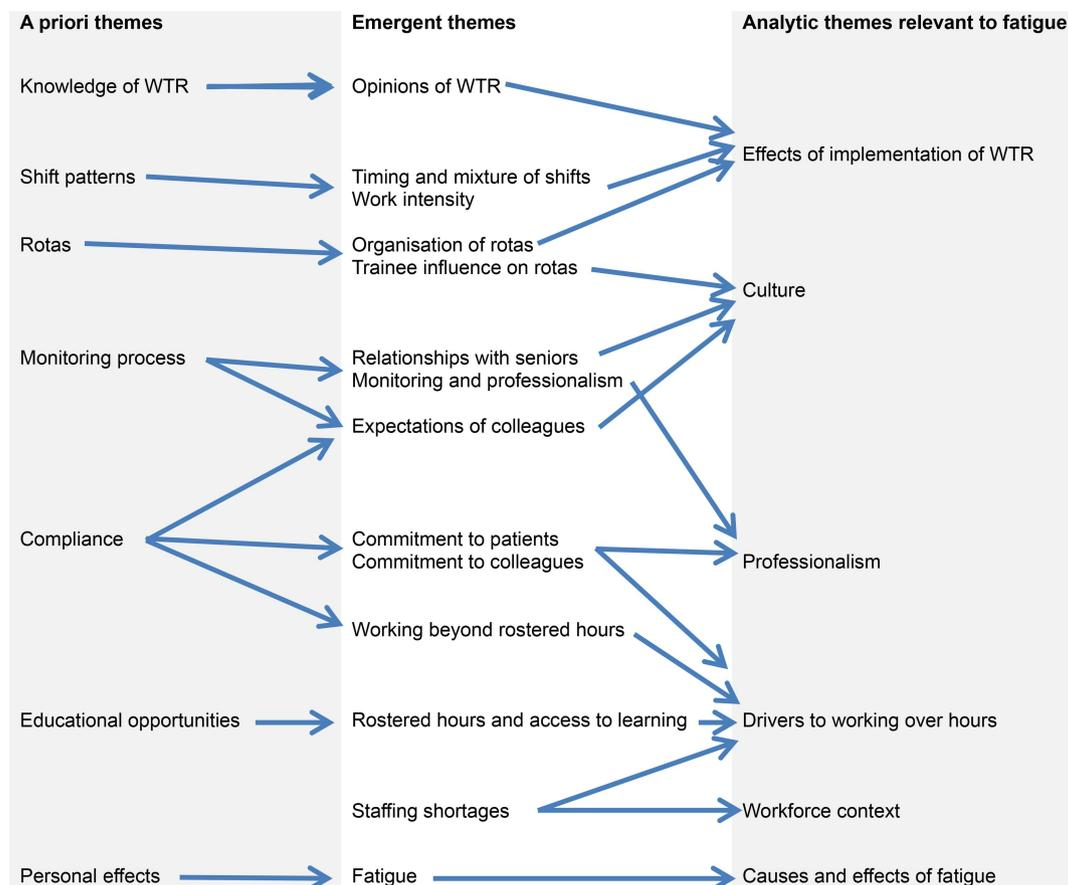 A priori themes
Emergent themes
Analytic themes relevant to fatigue
Knowledge of WTR
Opinions of WTR
Effects of implementation of WTR
Shift patterns
Timing and mixture of shifts
Work intensity
Rotas
Organisation of rotas
Trainee influence on rotas
Culture
Monitoring process
Relationships with seniors
Monitoring and professionalism
Expectations of colleagues
Compliance
Commitment to patients
Commitment to colleagues
Professionalism
Working beyond rostered hours
Educational opportunities
Rostered hours and access to learning
Drivers to working over hours
Staffing shortages
Workforce context
Personal effects
Fatigue
Causes and effects of fatigue